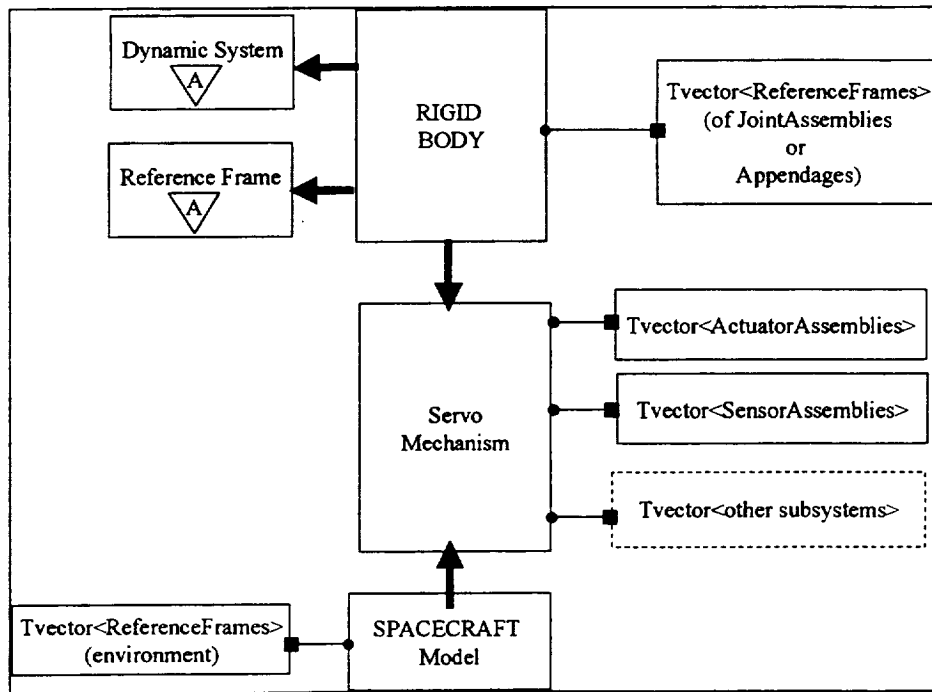 Dynamic System
A
Reference Frame
A
RIGID
BODY
Tvector<ReferenceFrames>
(of JointAssemblies
or
Appendages)
Servo
Mechanism
Tvector<ActuatorAssemblies>
Tvector<SensorAssemblies>
Tvector<other subsystems>
Tvector<ReferenceFrames>
(environment)
SPACECRAFT
Model